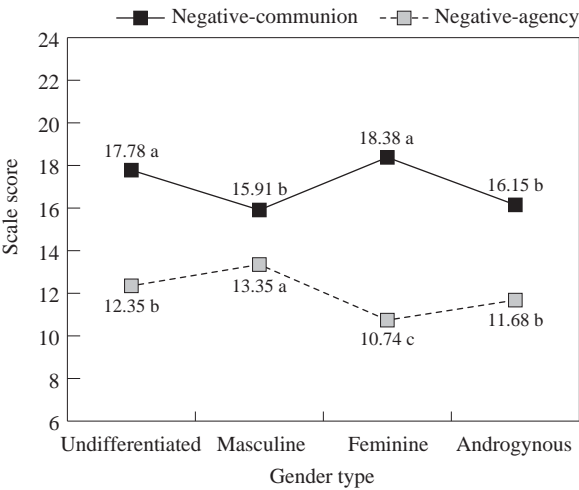 Negative-communion Negative-agency
24
22
20
18
16
14
12
10
8
6
Scale score
17.78 a
15.91 b
18.38 a
16.15 b
12.35 b
13.35 a
10.74 c
11.68 b
Undifferentiated Masculine Feminine Androgynous
Gender type